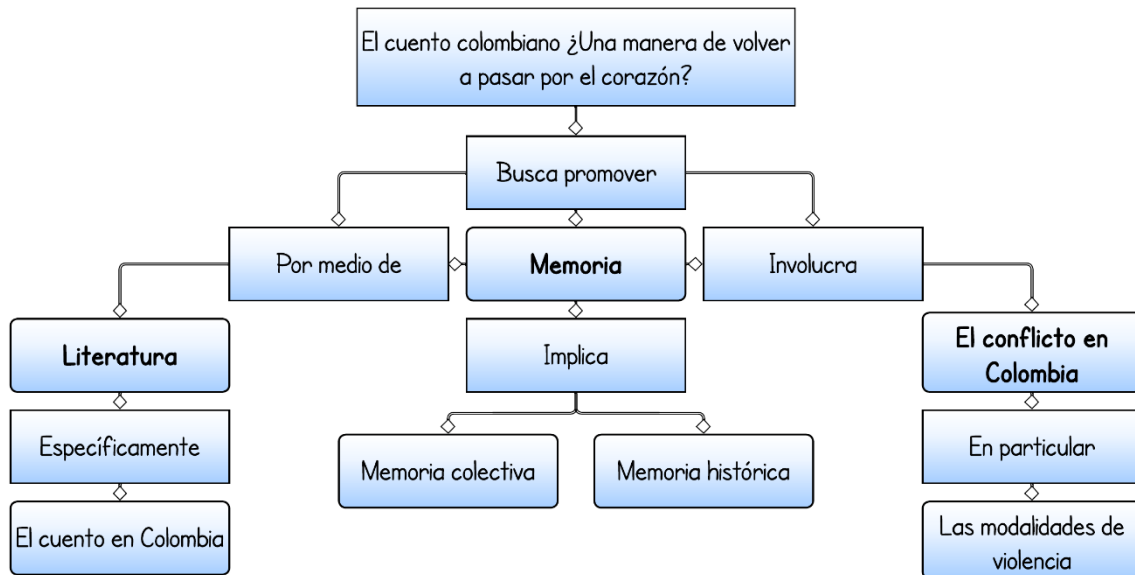 El cuento colombiano ¿Una manera de volver
a pasar por el corazón?
Busca promover
Por medio de
Memoria
Involucra
Literatura
Implica
El conflicto en
Colombia
Específicamente
Memoria colectiva
Memoria histórica
En particular
El cuento en Colombia
Las modalidades de
violencia